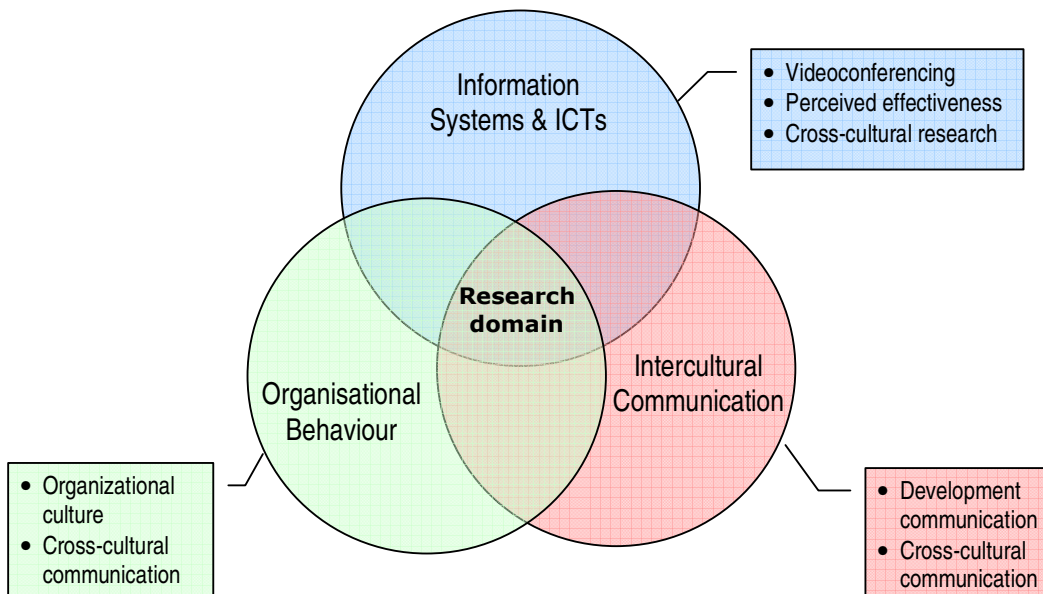 Information
Systems & ICTs
• Videoconferencing
• Perceived effectiveness
• Cross-cultural research
Research
domain
Organisational
Behaviour
Intercultural
Communication
• Organizational
culture
• Cross-cultural
communication
• Development
communication
• Cross-cultural
communication